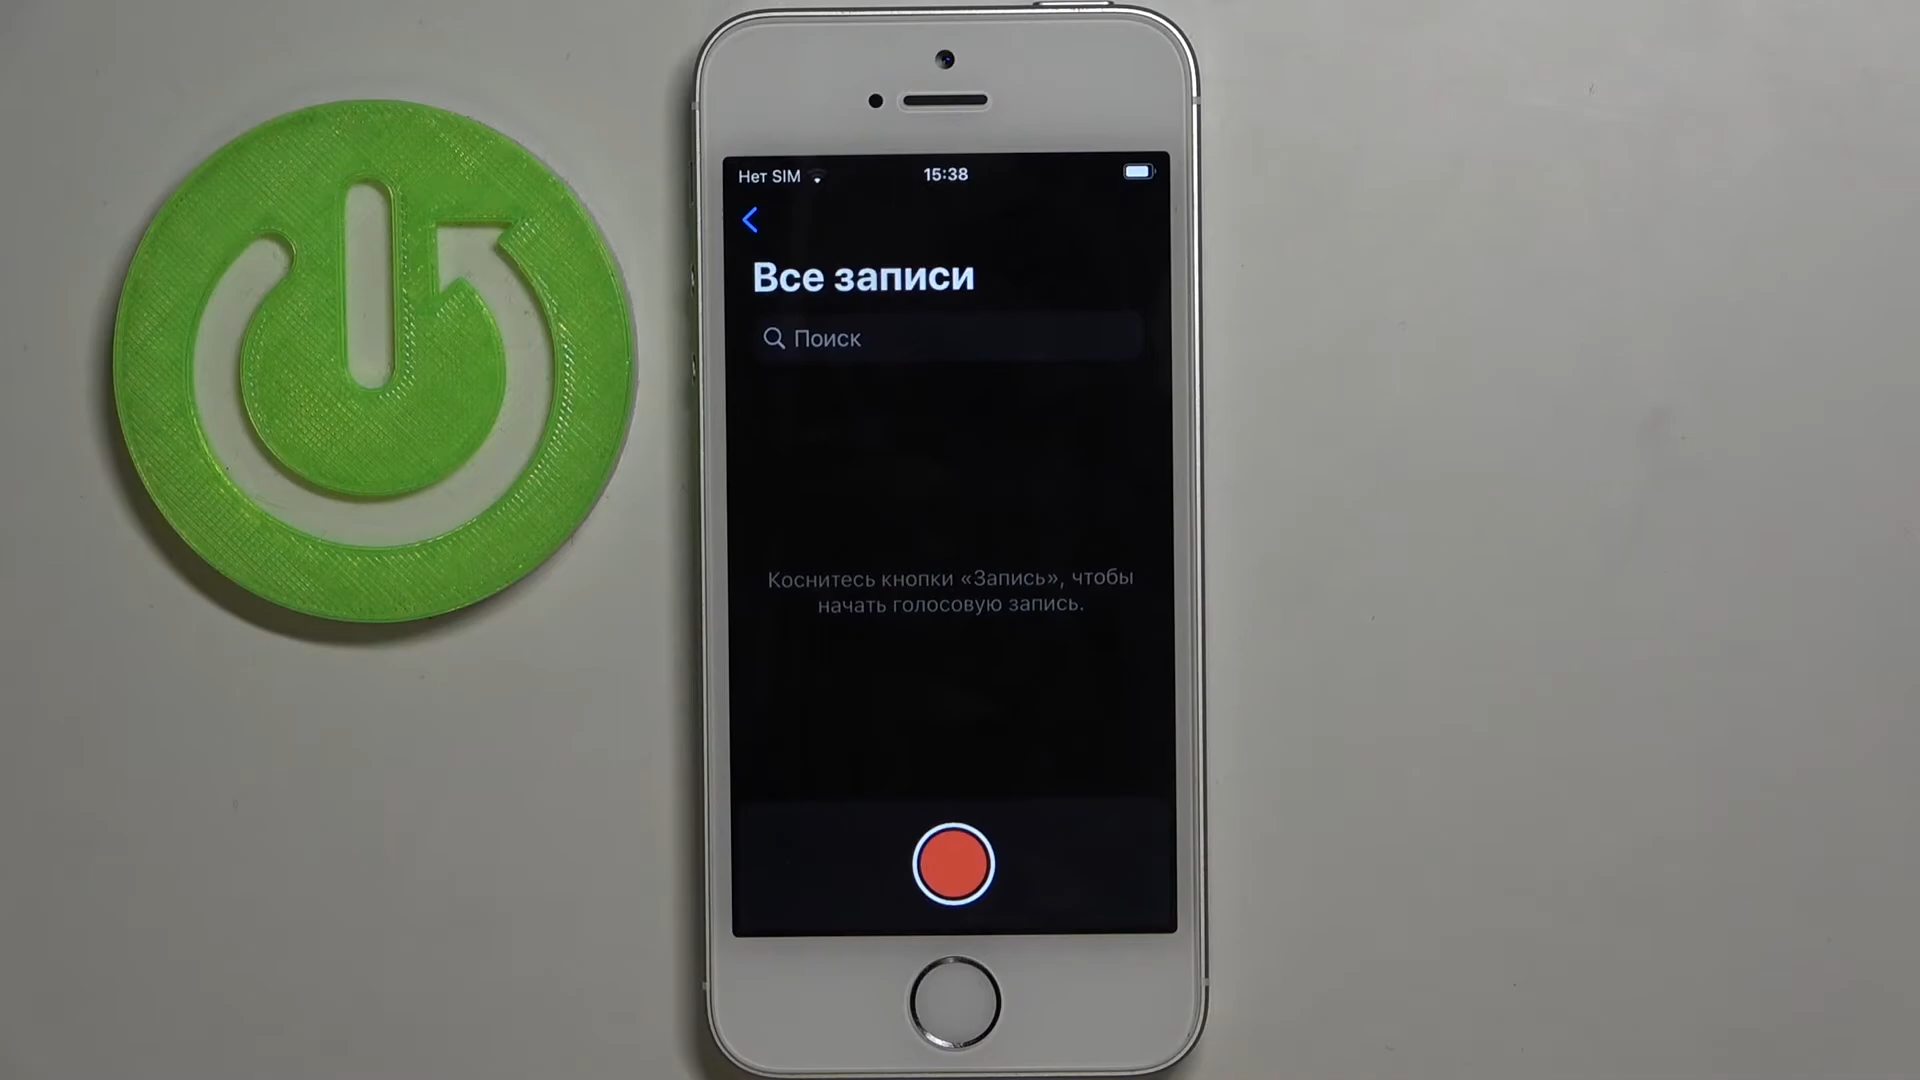 Нет SIM
15:38
Все записи
Поиск
Коснитесь кнопки «Запись», чтобы
начать голосовую запись.